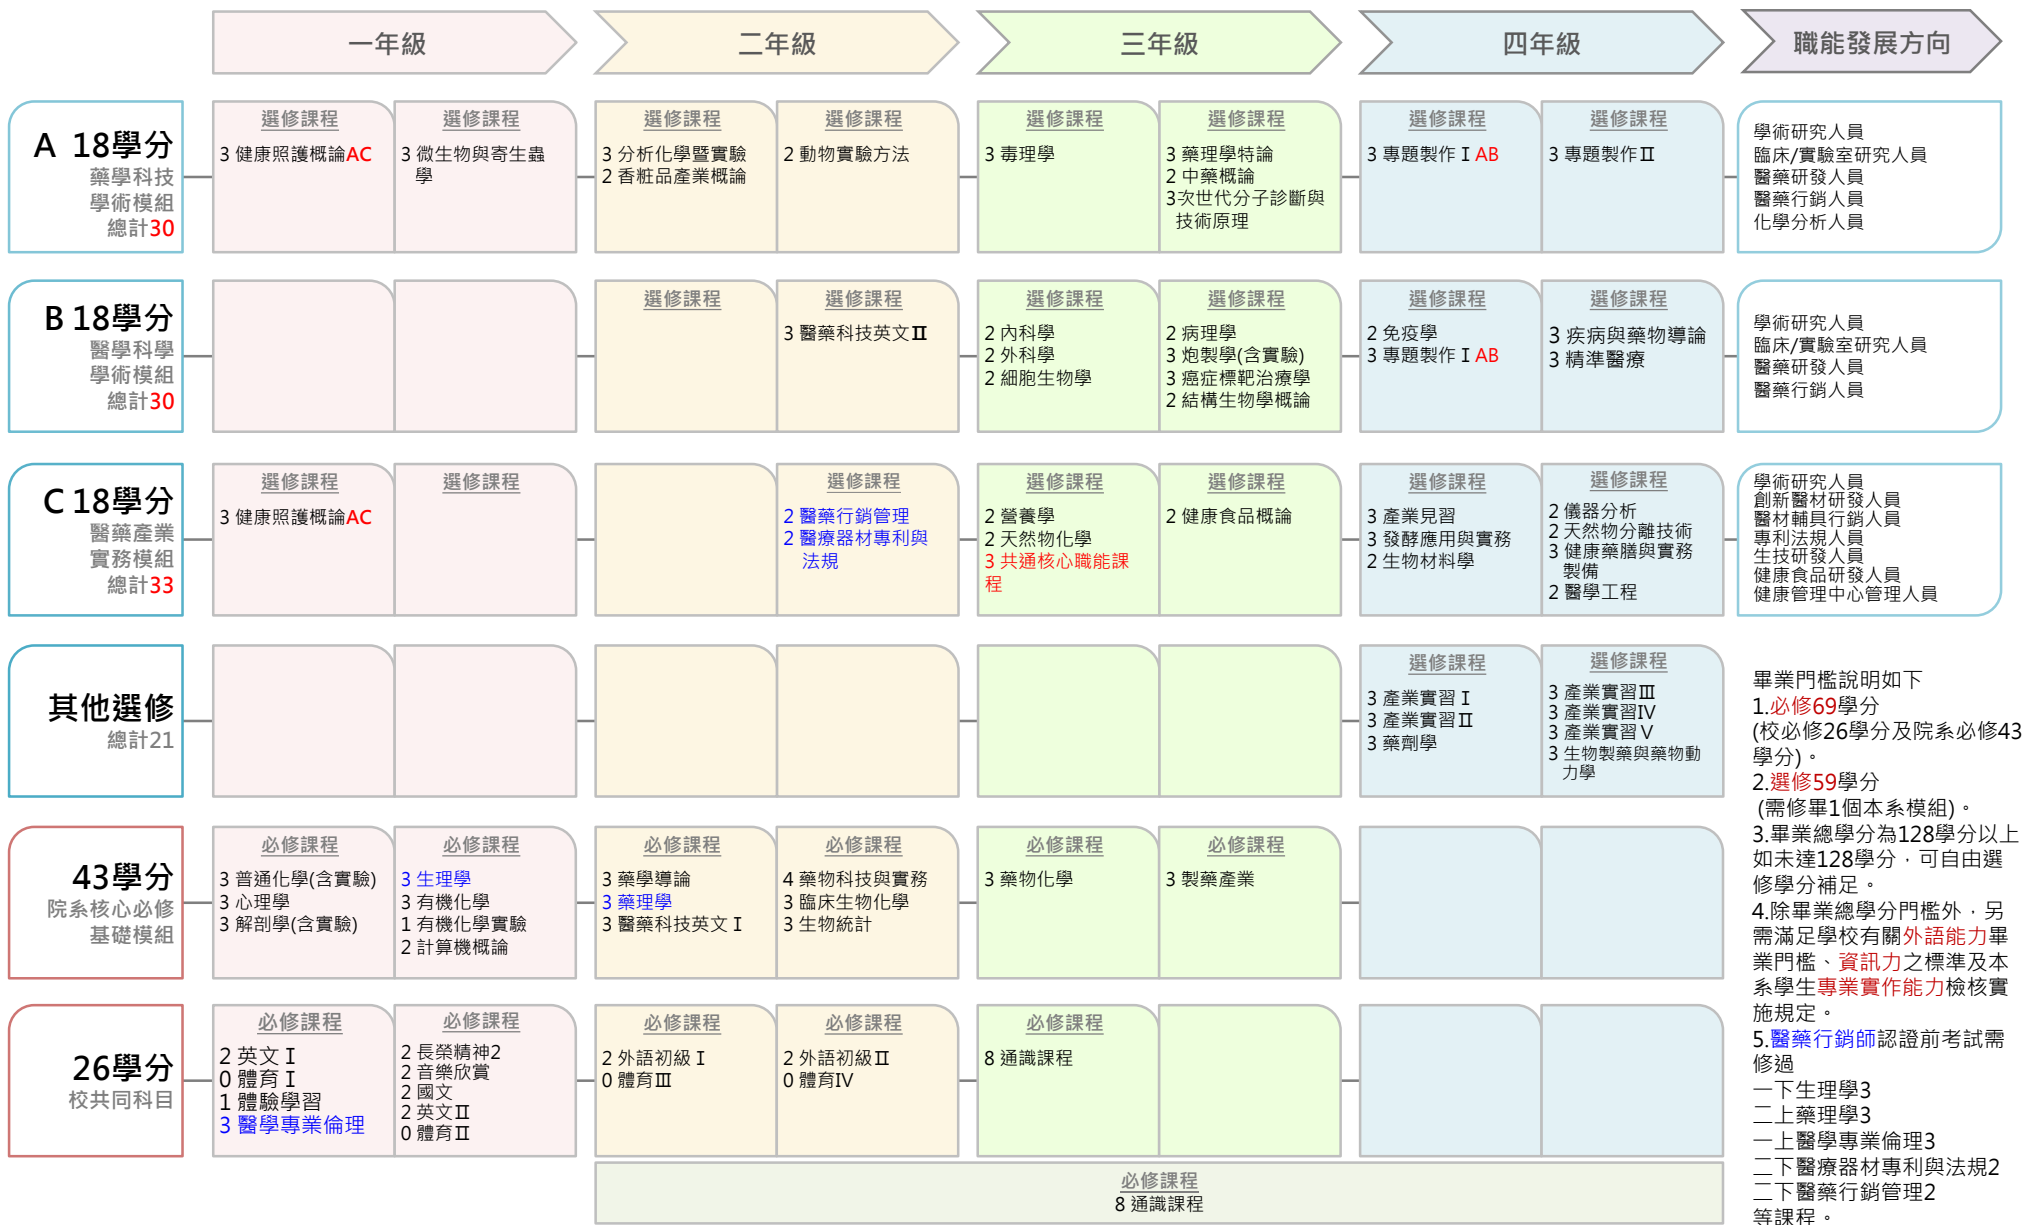 一年級
二年級
三年級
四年級
職能發展方向
A 18學分
藥學科技
學術模組
總計30
選修課程
3 健康照護概論AC
選修課程
3 微生物與寄生蟲
學
選修課程
3 分析化學暨實驗
2 香粧品產業概論
選修課程
2 動物實驗方法
選修課程
3 毒理學
選修課程
3 藥理學特論
2 中藥概論
3次世代分子診斷與
技術原理
選修課程
3 專題製作 I AB
選修課程
3 專題製作Ⅱ
學術研究人員
臨床/實驗室研究人員
醫藥研發人員
醫藥行銷人員
化學分析人員
B 18學分
醫學科學
學術模組
總計30
選修課程
選修課程
3 醫藥科技英文Ⅱ
選修課程
2 內科學
2 外科學
2 細胞生物學
選修課程
2 病理學
3 炮製學(含實驗)
3 癌症標靶治療學
2 結構生物學概論
選修課程
2 免疫學
3 專題製作 I AB
選修課程
3 疾病與藥物導論
3 精準醫療
學術研究人員
臨床/實驗室研究人員
醫藥研發人員
醫藥行銷人員
C 18學分
醫藥產業
實務模組
總計33
選修課程
3 健康照護概論AC
選修課程
選修課程
2 醫藥行銷管理
2 醫療器材專利與
法規
選修課程
2 營養學
2 天然物化學
3 共通核心職能課
程
選修課程
2 健康食品概論
選修課程
3 產業見習
3 發酵應用與實務
2 生物材料學
選修課程
2 儀器分析
2 天然物分離技術
3 健康藥膳與實務
製備
2 醫學工程
學術研究人員
創新醫材研發人員
醫材輔具行銷人員
專利法規人員
生技研發人員
健康食品研發人員
健康管理中心管理人員
其他選修
總計21
選修課程
3 產業實習 I
3 產業實習Ⅱ
3 藥劑學
選修課程
3 產業實習Ⅲ
3 產業實習IV
3 產業實習 V
3 生物製藥與藥物動
力學
43學分
院系核心必修
基礎模組
必修課程
3 普通化學(含實驗)
3 心理學
3 解剖學(含實驗)
必修課程
3 生理學
3 有機化學
1 有機化學實驗
2 計算機概論
必修課程
3 藥學導論
3 藥理學
3 醫藥科技英文 I
必修課程
4 藥物科技與實務
3 臨床生物化學
3 生物統計
必修課程
3 藥物化學
必修課程
3 製藥產業
26學分
校共同科目
必修課程
2 英文 I
0 體育 I
1 體驗學習
3 醫學專業倫理
必修課程
2 長榮精神2
2 音樂欣賞
2 國文
2 英文Ⅱ
0 體育Ⅱ
必修課程
2 外語初級 I
0 體育Ⅲ
必修課程
2 外語初級Ⅱ
0 體育IV
必修課程
8 通識課程
必修課程
8 通識課程
畢業門檻說明如下
1.必修69學分
(校必修26學分及院系必修43
學分)。
2.選修59學分
(需修畢1個本系模組)。
3.畢業總學分為128學分以上
如未達128學分，可自由選
修學分補足。
4.除畢業總學分門檻外，另
需滿足學校有關外語能力畢
業門檻、資訊力之標準及本
系學生專業實作能力檢核實
施規定。
5.醫藥行銷師認證前考試需
修過
一下生理學3
二上藥理學3
一上醫學專業倫理3
二下醫療器材專利與法規2
二下醫藥行銷管理2
等課程。